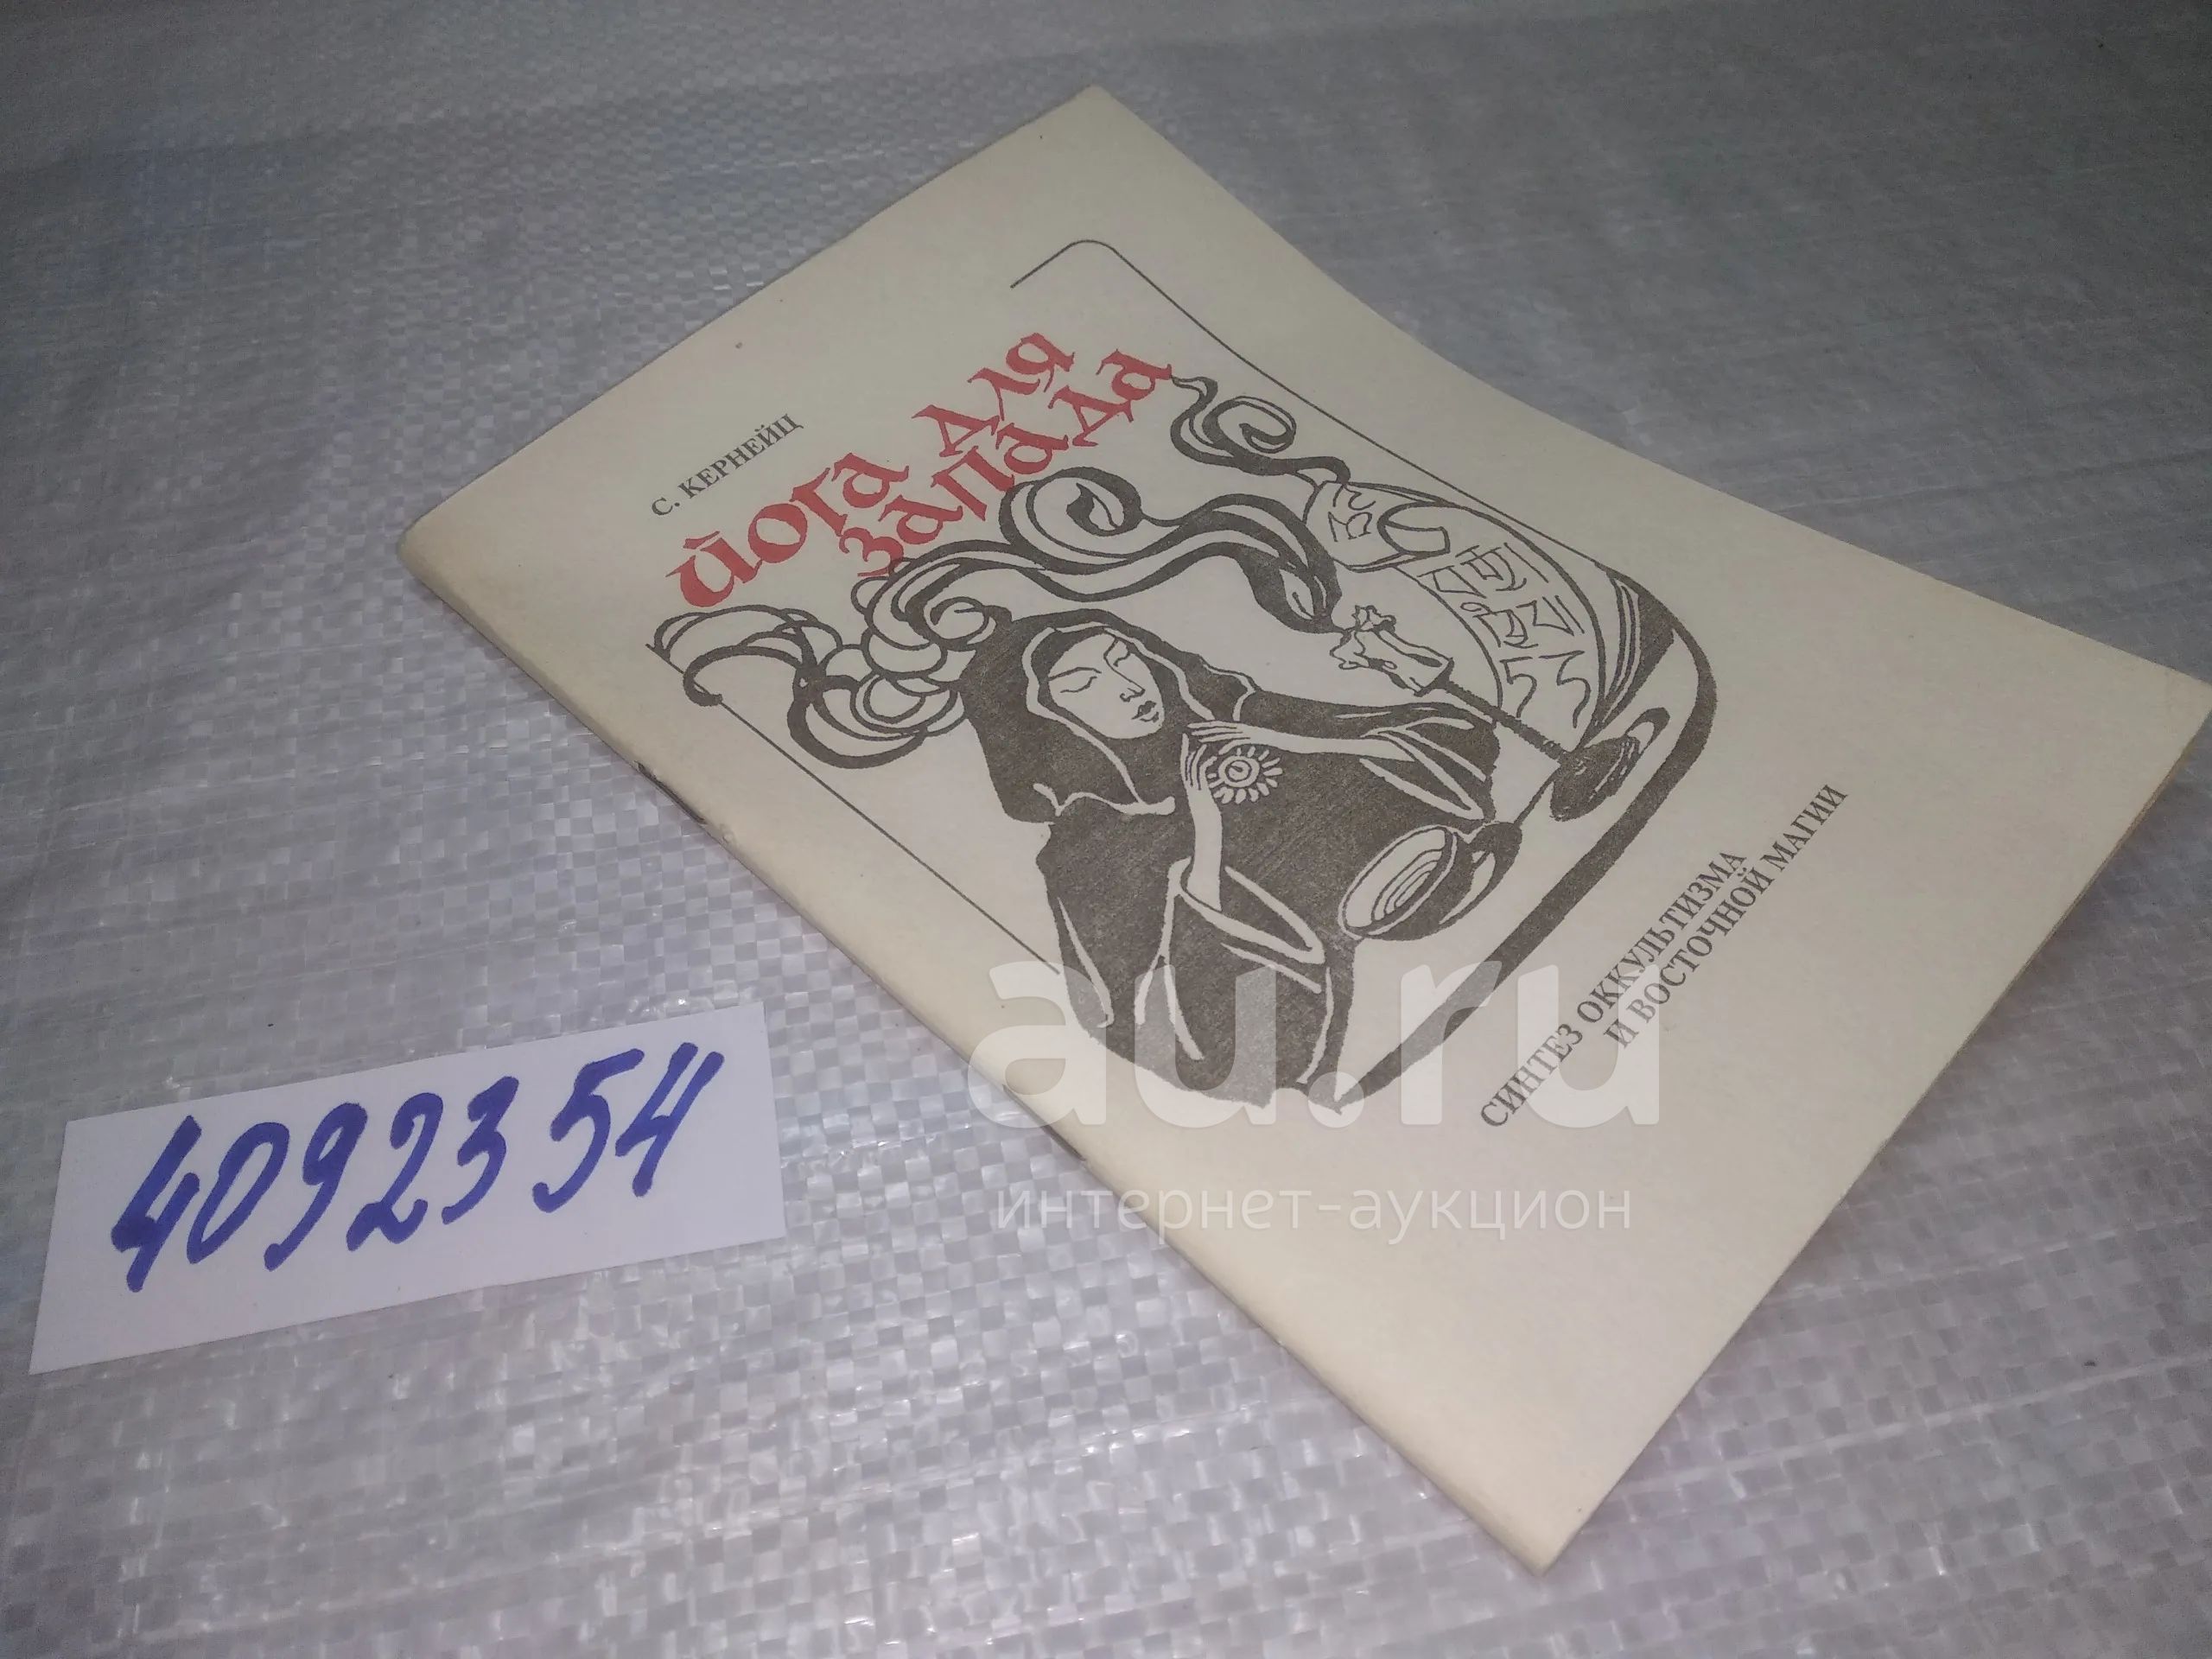 С. КЕРНЕЙЦ
йога для
запада
СИНТЕЗ ОККУЛЬТИЗМА
И ВОСТОЧНОЙ МАГИИ
4092354
au.ru
интернет-аукцион